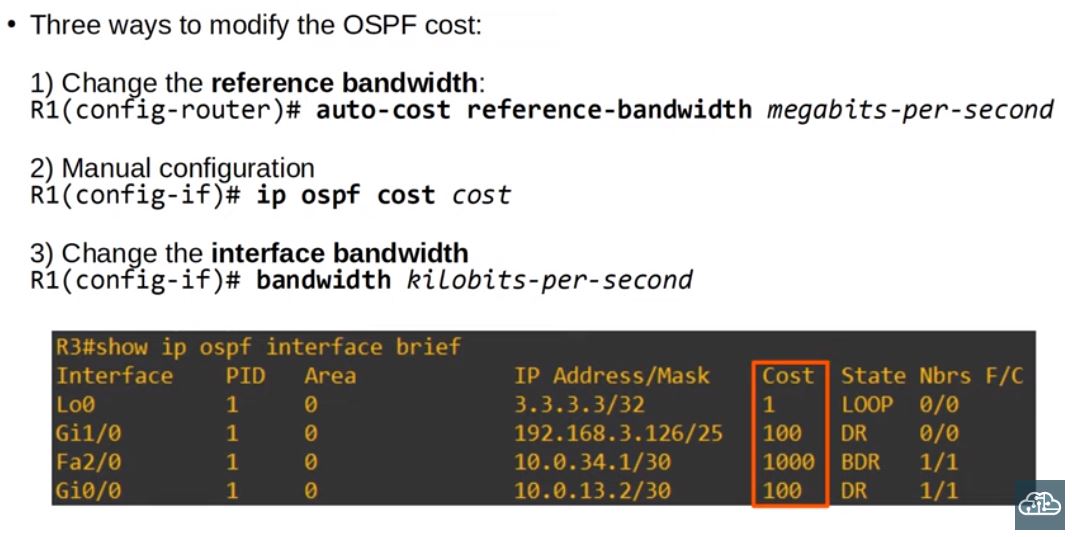 • Three ways to modify the OSPF cost:
1) Change the reference bandwidth:
R1(config-router)# auto-cost reference-bandwidth megabits-per-second
2) Manual configuration
R1(config-if)# ip ospf cost cost
3) Change the interface bandwidth
R1(config-if)# bandwidth kilobits-per-second
R3#show ip ospf interface brief
Interface PID Area IP Address/Mask Cost State Nbrs F/C
Lo0 1 0 3.3.3.3/32 1 LOOP 0/0
Gi1/0 1 0 192.168.3.126/25 100 DR 0/0
Fa2/0 1 0 10.0.34.1/30 1000 BDR 1/1
Gi0/0 1 0 10.0.13.2/30 100 DR 1/1